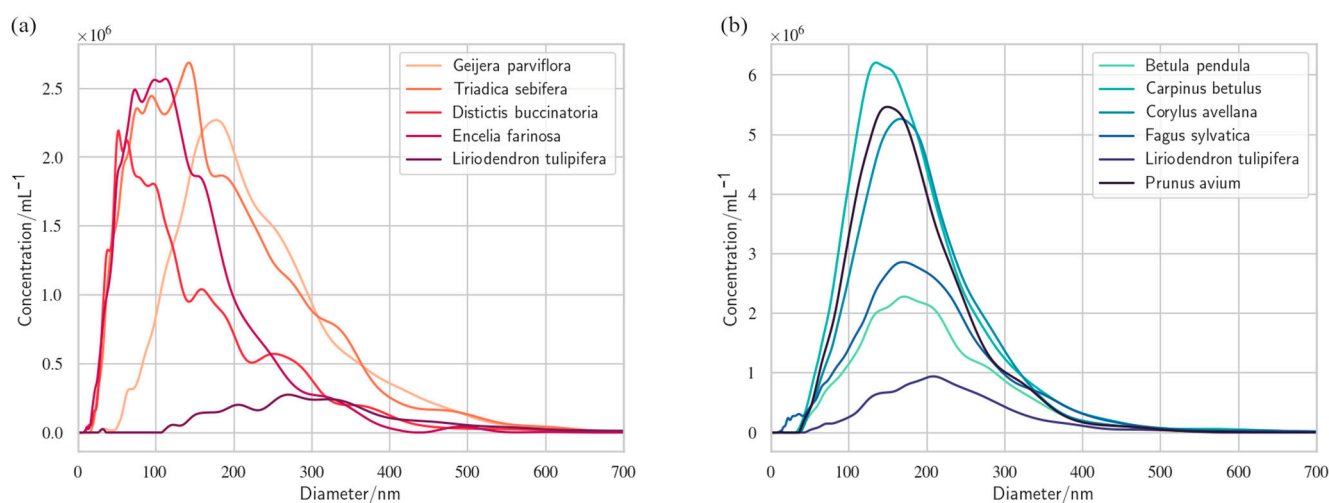 (a)
×10⁶
2.5
2.0
1.5
1.0
0.5
0.0
Concentration/mL⁻¹
0 100 200 300 400 500 600 700
Diameter/nm
Geijera parviflora
Triadica sebifera
Distictis buccinatoria
Encelia farinosa
Liriodendron tulipifera
(b)
×10⁶
6
5
4
3
2
1
0
Concentration/mL⁻¹
0 100 200 300 400 500 600 700
Diameter/nm
Betula pendula
Carpinus betulus
Corylus avellana
Fagus sylvatica
Liriodendron tulipifera
Prunus avium